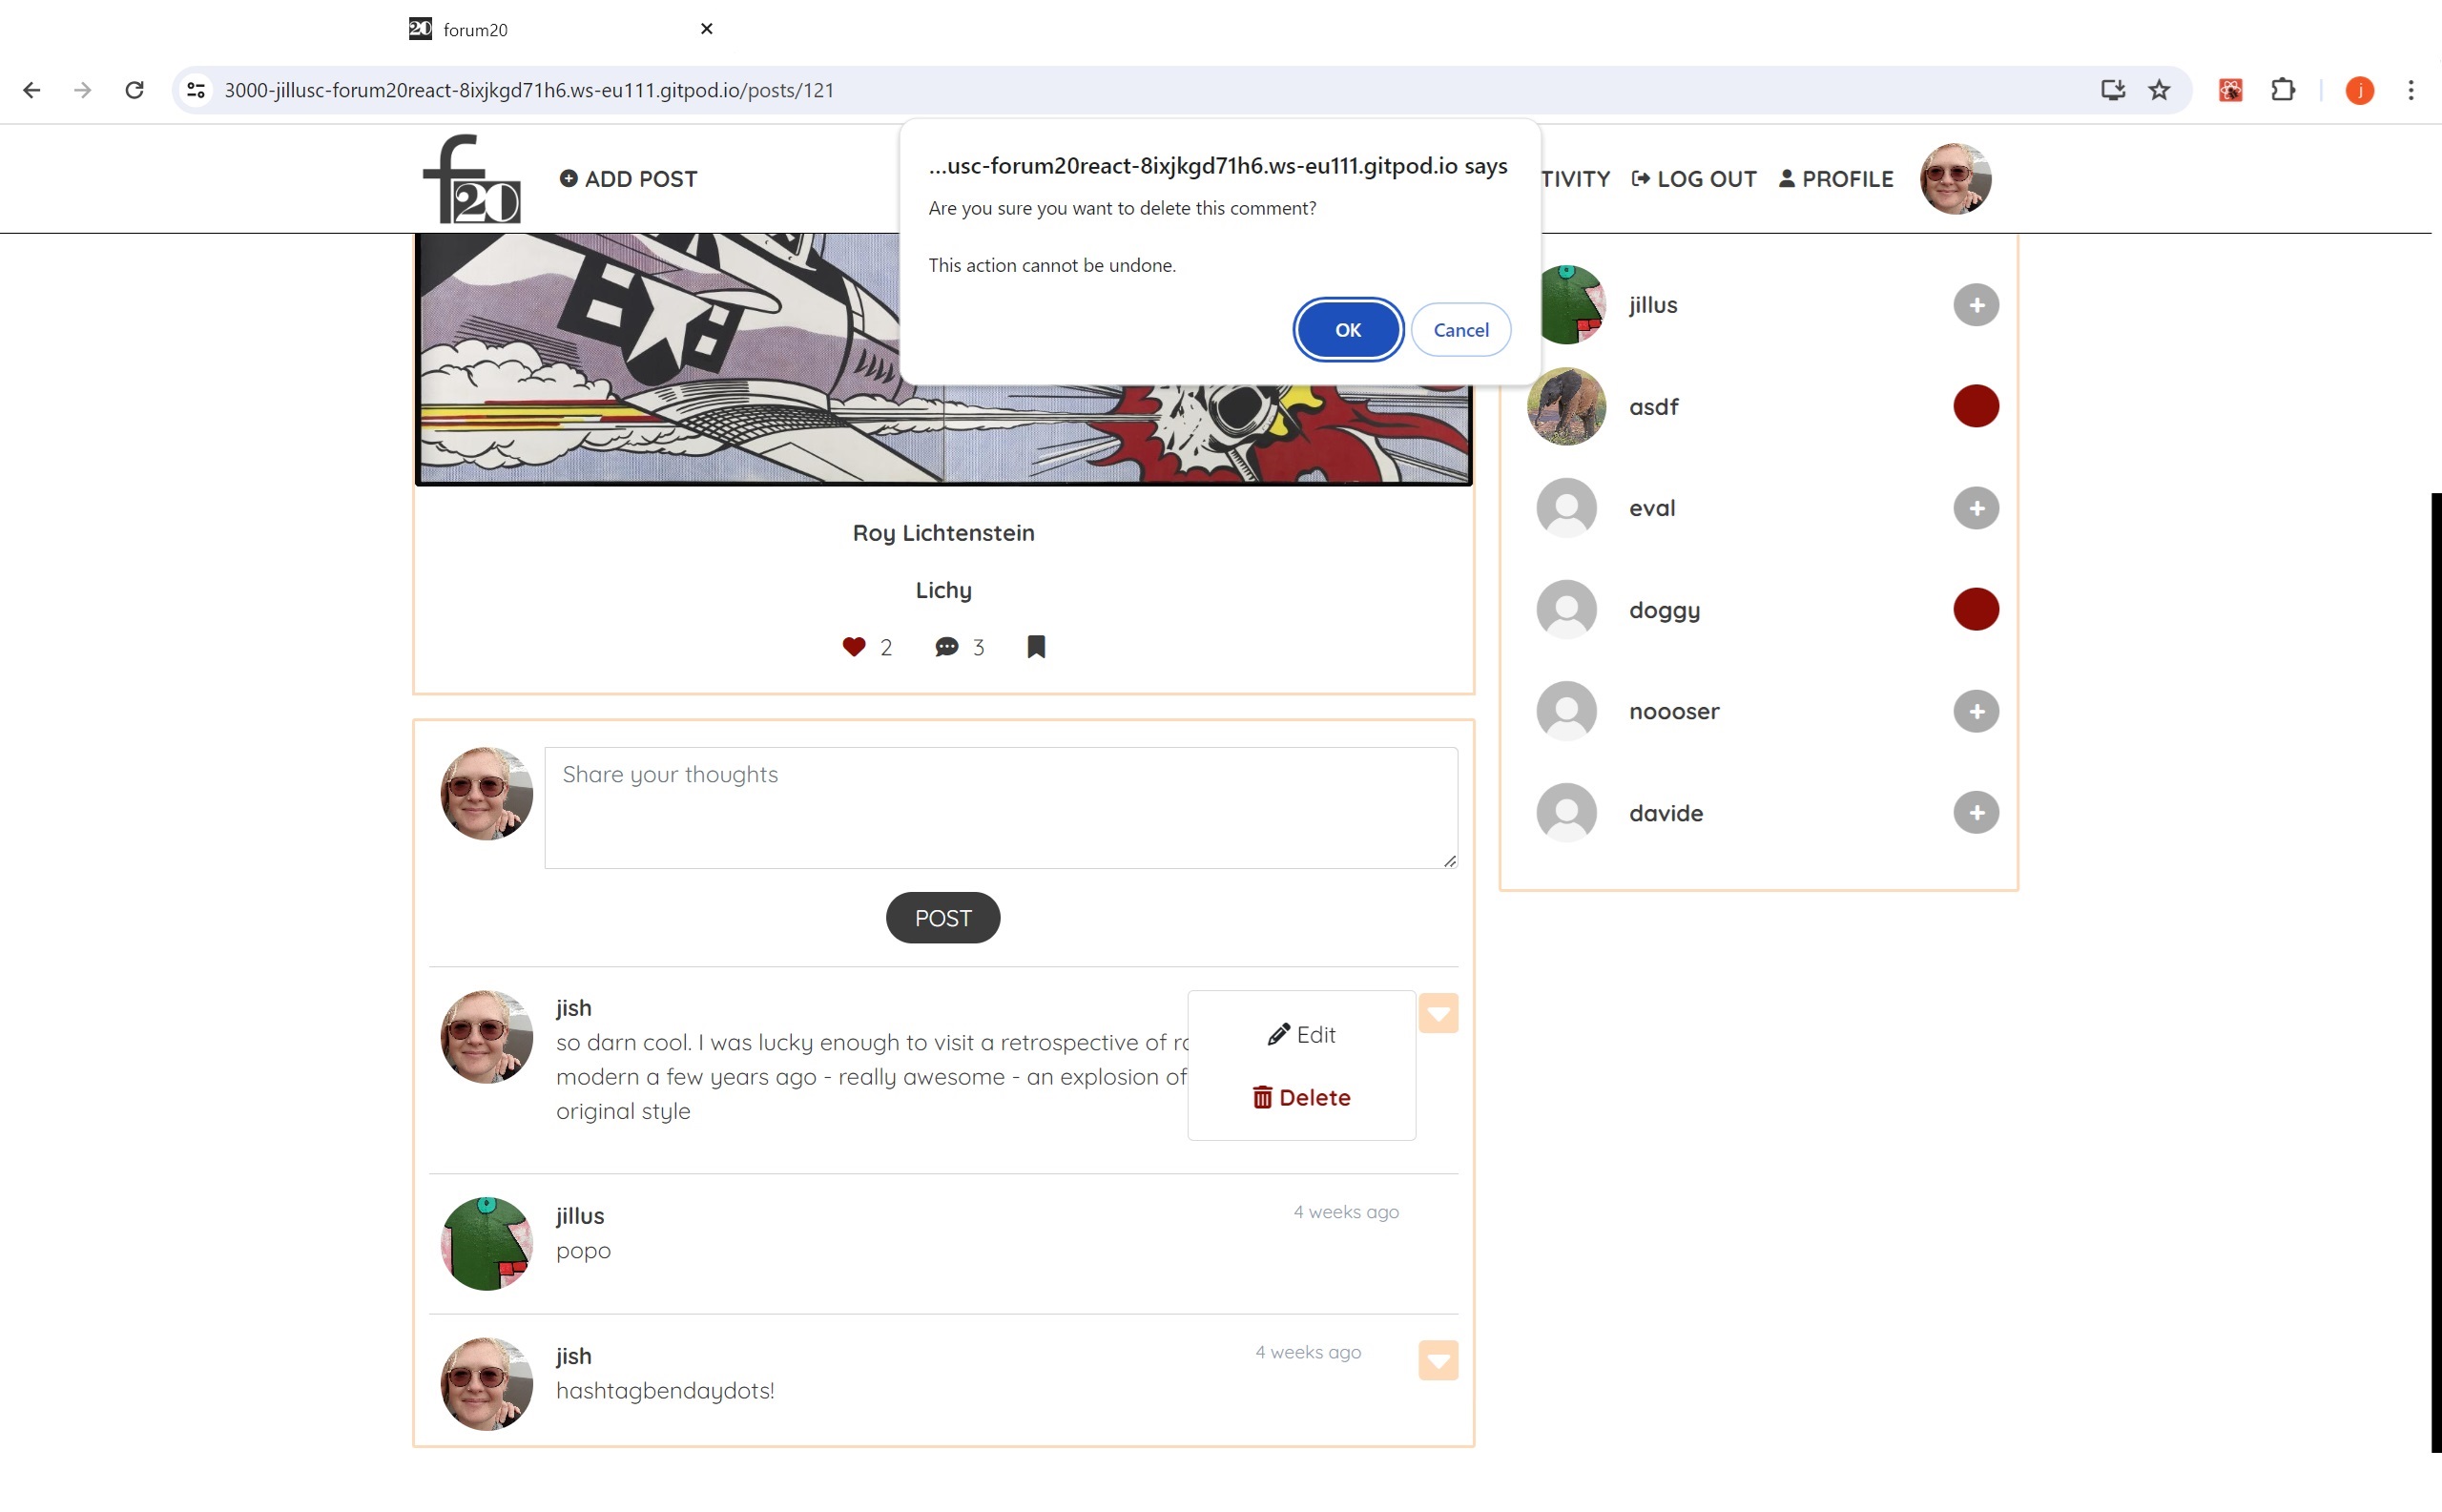 20 forum20
3000-jillusc-forum20react-8ixjkgd71h6.ws-eu111.gitpod.io/posts/121
j
f20
ADD POST
TIVITY LOG OUT PROFILE
...usc-forum20react-8ixjkgd71h6.ws-eu111.gitpod.io says
Are you sure you want to delete this comment?
This action cannot be undone.
OK Cancel
Roy Lichtenstein
Lichy
2 3
Share your thoughts
POST
jish
so darn cool. I was lucky enough to visit a retrospective of
modern a few years ago - really awesome - an explosion of
original style
Edit
Delete
jillus
4 weeks ago
popo
jish
4 weeks ago
hashtagbendaydots!
jillus
asdf
eval
doggy
noooser
davide